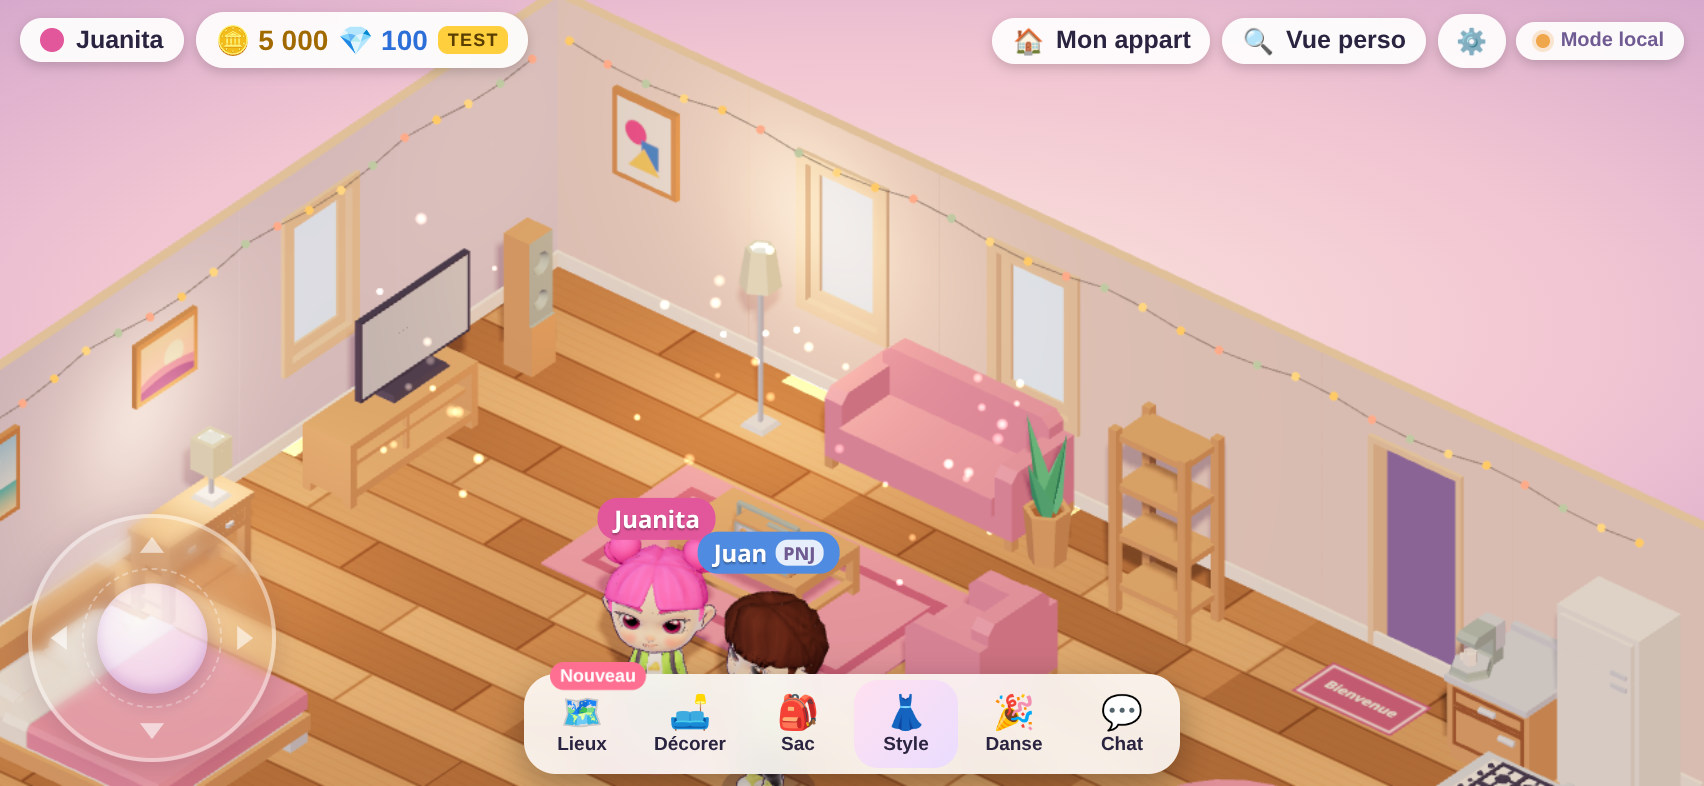 Juanita
5 000
100
TEST
Mon appart
Vue perso
Mode local
Juanita
Juan PNJ
Bienvenue
Nouveau
Lieux
Décorer
Sac
Style
Danse
Chat